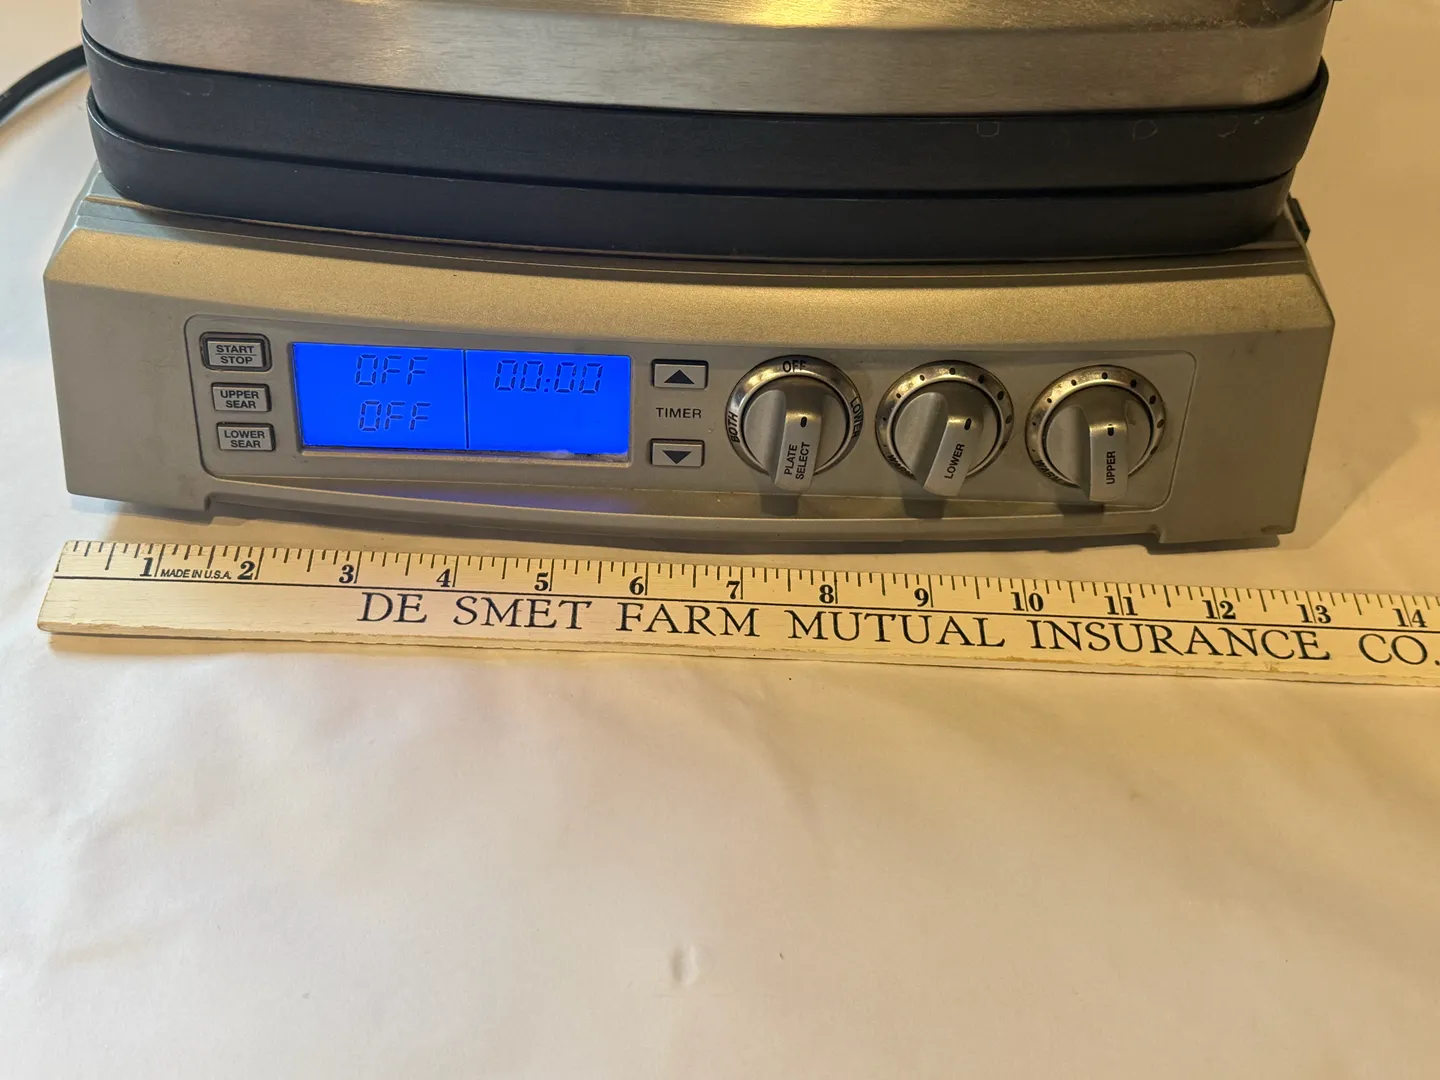 START
STOP
UPPER
SEAR
LOWER
SEAR
OFF
OFF
00:00
TIMER
OFF
BOTH
LOWER
PLATE
SELECT
LOWER
UPPER
1 MADE IN U.S.A. 2 3 4 5 6 7 8 9 10 11 12 13 14
DE SMET FARM MUTUAL INSURANCE CO.